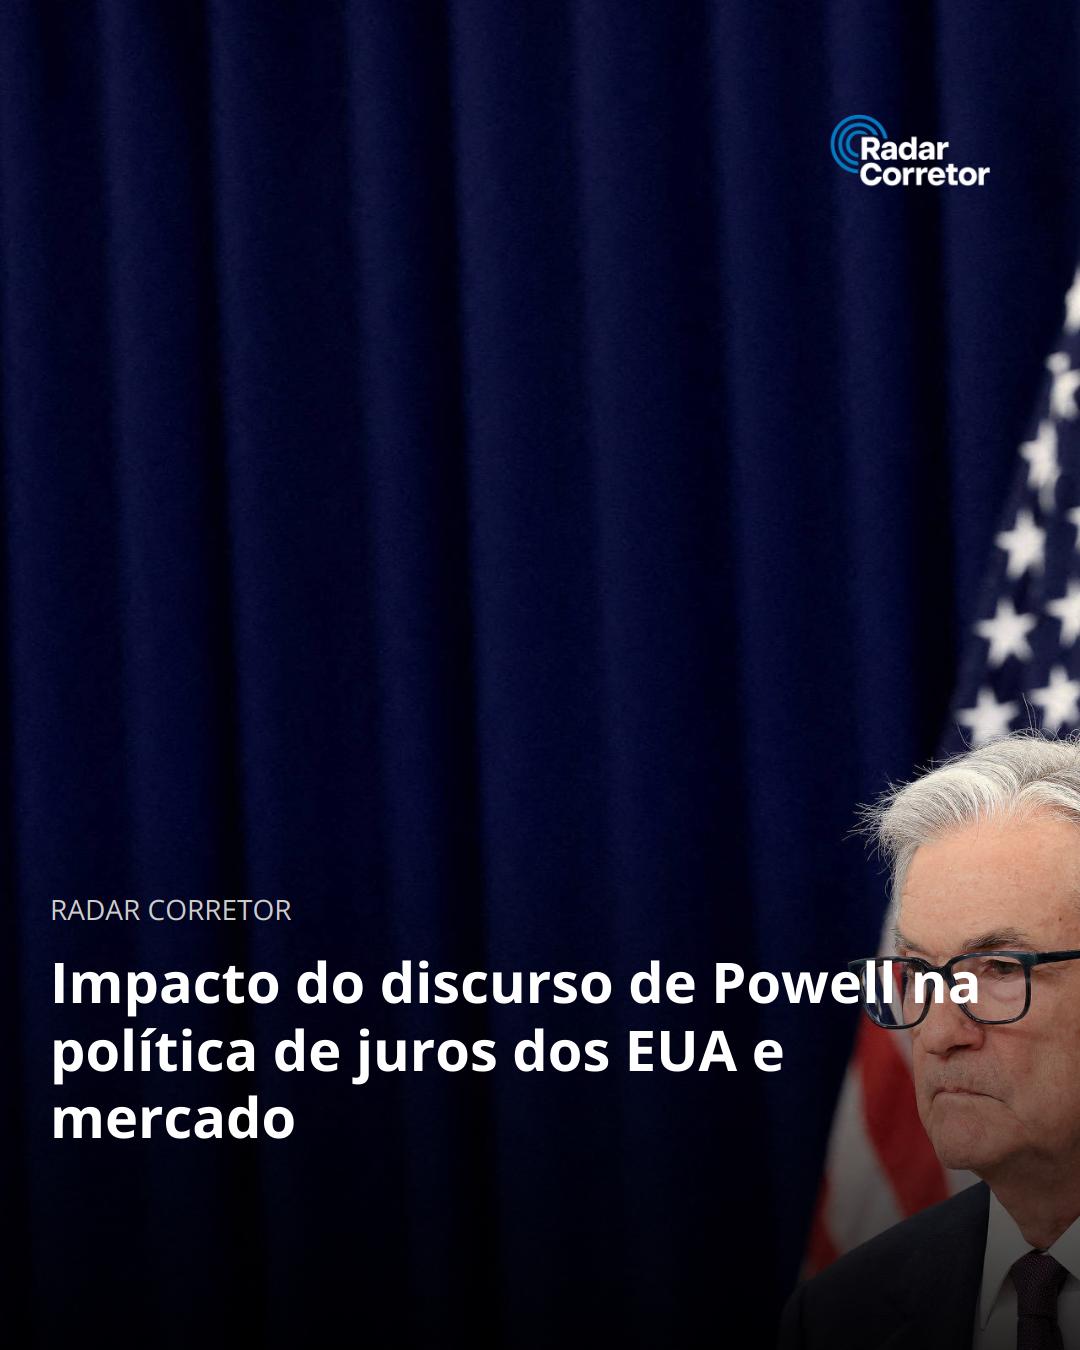 Radar
Corretor
RADAR CORRETOR
Impacto do discurso de Powell na
política de juros dos EUA e
mercado